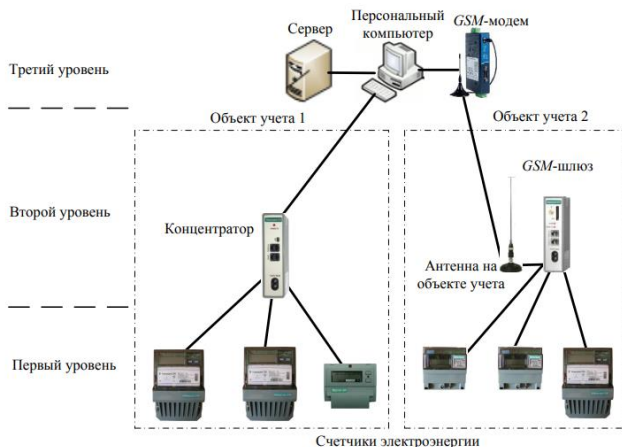 Персональный
компьютер
GSM-модем
Сервер
Третий уровень
Объект учета 1
Объект учета 2
GSM-шлюз
Второй уровень
Концентратор
Антенна на
объекте учета
Первый уровень
Счетчики электроэнергии